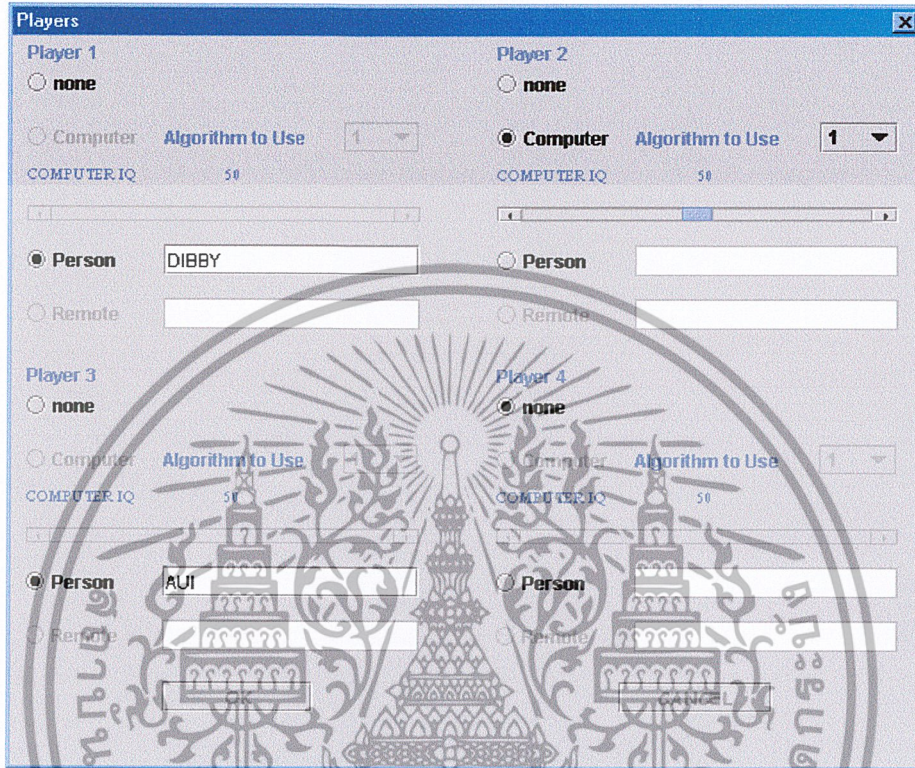 Players
Player 1
none
Computer Algorithm to Use 1
COMPUTER IQ 50
Person DIBBY
Remote
Player 2
none
Computer Algorithm to Use 1
COMPUTER IQ 50
Person
Remote
Player 3
none
Computer Algorithm to Use
COMPUTER IQ 50
Person AUI
Remote
Player 4
none
Computer Algorithm to Use 1
COMPUTER IQ 50
Person
Remote
OK CANCEL